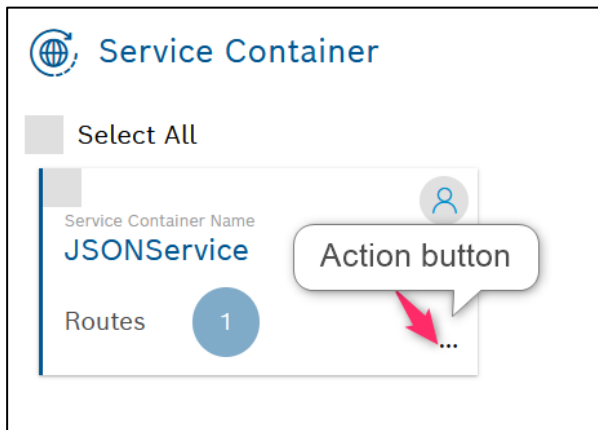 Service Container
Select All
Service Container Name
JSONService
Action button
Routes
1
...